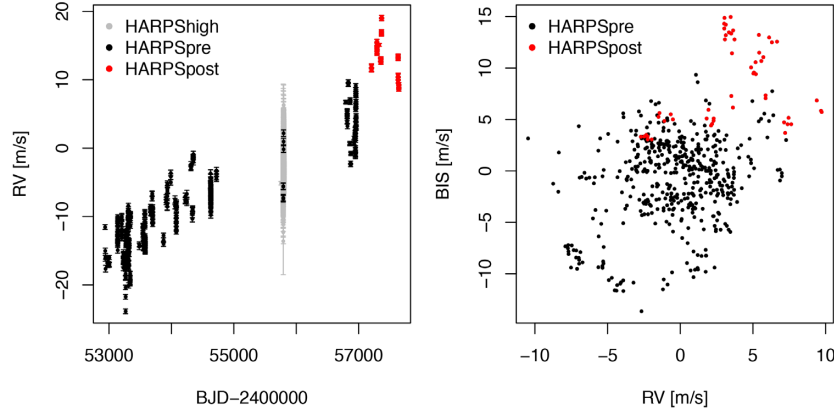 HARPShigh
HARPSpre
HARPSpost
20
10
0
−10
−20
RV [m/s]
53000 55000 57000
BJD−2400000
HARPSpre
HARPSpost
15
10
5
0
−5
−10
BIS [m/s]
−10 −5 0 5 10
RV [m/s]